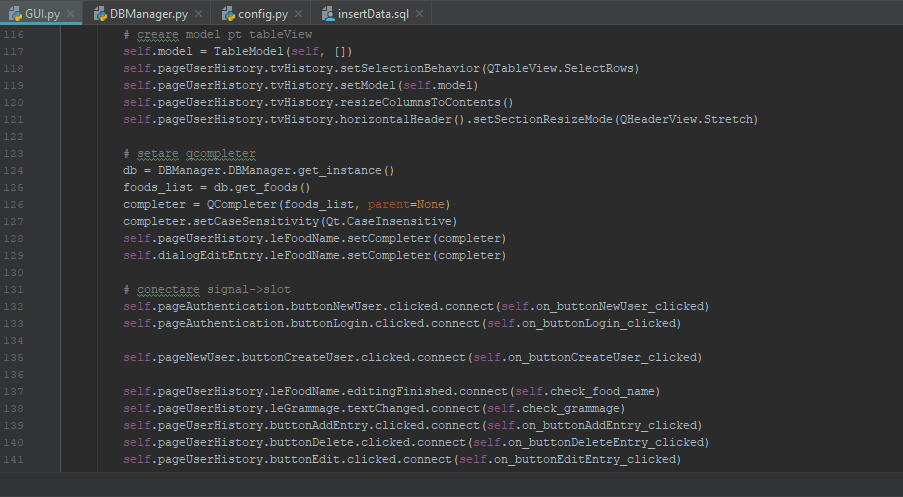 GUI.py DBManager.py config.py insertData.sql
116 # creare model pt tableView
117 self.model = TableModel(self, [])
118 self.pageUserHistory.tvHistory.setSelectionBehavior(QTableView.SelectRows)
119 self.pageUserHistory.tvHistory.setModel(self.model)
120 self.pageUserHistory.tvHistory.resizeColumnsToContents()
121 self.pageUserHistory.tvHistory.horizontalHeader().setSectionResizeMode(QHeaderView.Stretch)
122
123 # setare qcompleter
124 db = DBManager.DBManager.get_instance()
125 foods_list = db.get_foods()
126 completer = QCompleter(foods_list, parent=None)
127 completer.setCaseSensitivity(Qt.CaseInsensitive)
128 self.pageUserHistory.leFoodName.setCompleter(completer)
129 self.dialogEditEntry.leFoodName.setCompleter(completer)
130
131 # conectare signal->slot
132 self.pageAuthentication.buttonNewUser.clicked.connect(self.on_buttonNewUser_clicked)
133 self.pageAuthentication.buttonLogin.clicked.connect(self.on_buttonLogin_clicked)
134
135 self.pageNewUser.buttonCreateUser.clicked.connect(self.on_buttonCreateUser_clicked)
136
137 self.pageUserHistory.leFoodName.editingFinished.connect(self.check_food_name)
138 self.pageUserHistory.leGrammage.textChanged.connect(self.check_grammage)
139 self.pageUserHistory.buttonAddEntry.clicked.connect(self.on_buttonAddEntry_clicked)
140 self.pageUserHistory.buttonDelete.clicked.connect(self.on_buttonDeleteEntry_clicked)
141 self.pageUserHistory.buttonEdit.clicked.connect(self.on_buttonEditEntry_clicked)